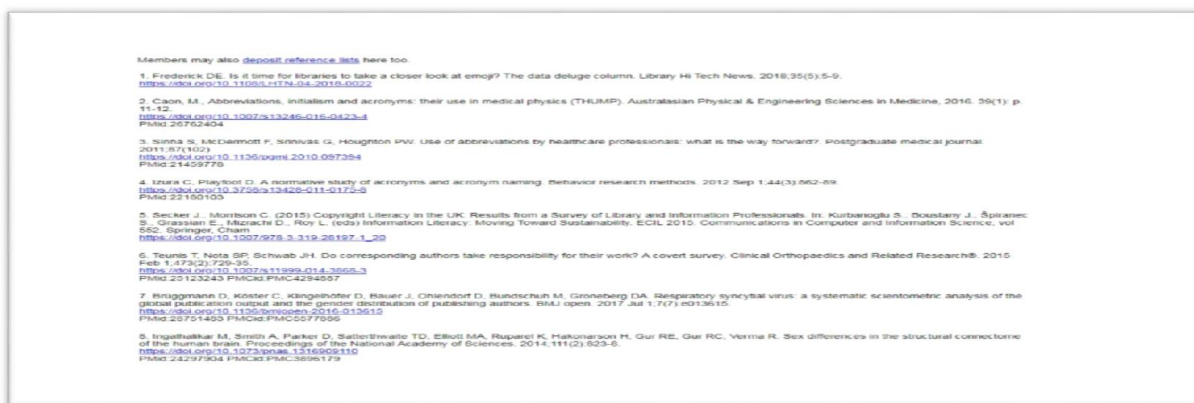 Members may also deposit reference lists here too.
1. Frederick DE. Is it time for libraries to take a closer look at emoji? The data deluge column. Library Hi Tech News. 2018;35(5):5-9.
https://doi.org/10.1108/LHTN-04-2018-0022
2. Caon, M., Abbreviations, initialism and acronyms: their use in medical physics (THUMP). Australasian Physical & Engineering Sciences in Medicine, 2016. 39(1): p.
11-12.
https://doi.org/10.1007/s13246-016-0423-4
PMid:26762404
3. Sinha S, McDermott F, Srinivas G, Houghton PW. Use of abbreviations by healthcare professionals: what is the way forward?. Postgraduate medical journal.
2011;87(102)
https://doi.org/10.1136/pgmj.2010.097394
PMid:21459778
4. Izura C, Playfoot D. A normative study of acronyms and acronym naming. Behavior research methods. 2012 Sep 1;44(3):862-89.
https://doi.org/10.3758/s13428-011-0175-8
PMid:22180103
5. Secker J., Morrison C. (2015) Copyright Literacy in the UK: Results from a Survey of Library and Information Professionals. In: Kurbanoglu S., Boustany J., Špiranec
S., Grassian E., Mizrachi D., Roy L. (eds) Information Literacy: Moving Toward Sustainability. ECIL 2015. Communications in Computer and Information Science, vol
552. Springer, Cham
https://doi.org/10.1007/978-3-319-28197-1_20
6. Teunis T, Nota SP, Schwab JH. Do corresponding authors take responsibility for their work? A covert survey. Clinical Orthopaedics and Related Research®. 2015
Feb 1;473(2):729-35.
https://doi.org/10.1007/s11999-014-3868-3
PMid:25123243 PMCid:PMC4294887
7. Brüggmann D, Köster C, Klingelhöfer D, Bauer J, Ohlendorf D, Bundschuh M, Groneberg DA. Respiratory syncytial virus: a systematic scientometric analysis of the
global publication output and the gender distribution of publishing authors. BMJ open. 2017 Jul 1;7(7):e013615.
https://doi.org/10.1136/bmjopen-2016-013615
PMid:28751483 PMCid:PMC5577886
8. Ingalhalikar M, Smith A, Parker D, Satterthwaite TD, Elliott MA, Ruparel K, Hakonarson H, Gur RE, Gur RC, Verma R. Sex differences in the structural connectome
of the human brain. Proceedings of the National Academy of Sciences. 2014;111(2):823-8.
https://doi.org/10.1073/pnas.1316909110
PMid:24297904 PMCid:PMC3896179